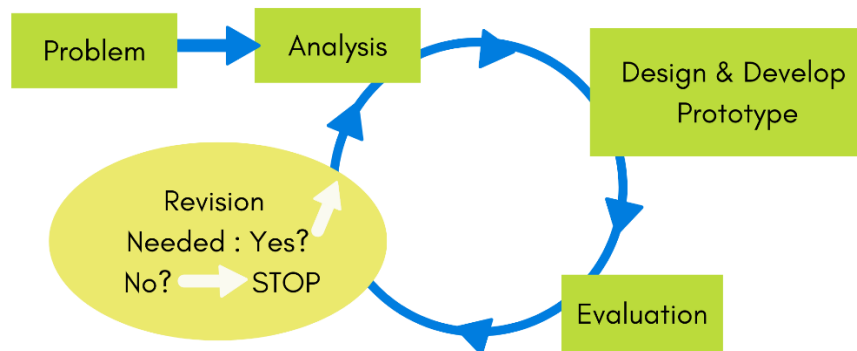 Problem
Analysis
Design & Develop
Prototype
Evaluation
Revision
Needed : Yes?
No? STOP